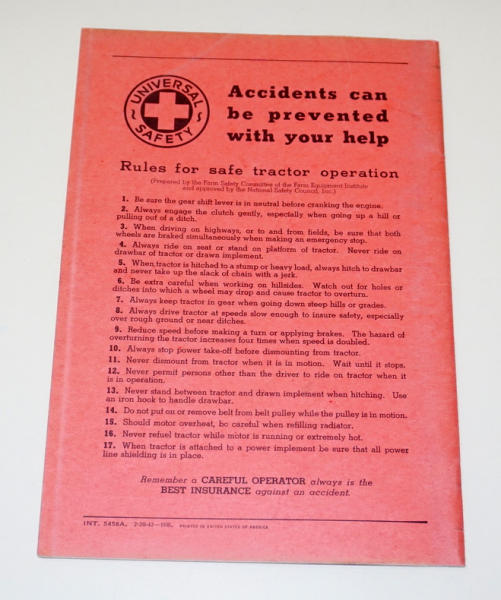 UNIVERSAL
SAFETY
Accidents can
be prevented
with your help
Rules for safe tractor operation
(Prepared by the Farm Safety Committee of the Farm Equipment Institute
and approved by the National Safety Council, Inc.)
1. Be sure the gear shift lever is in neutral before cranking the engine.
2. Always engage the clutch gently, especially when going up a hill or
pulling out of a ditch.
3. When driving on highways, or to and from fields, be sure that both
wheels are braked simultaneously when making an emergency stop.
4. Always ride on seat or stand on platform of tractor. Never ride on
drawbar of tractor or drawn implement.
5. When tractor is hitched to a stump or heavy load, always hitch to drawbar
and never take up the slack of chain with a jerk.
6. Be extra careful when working on hillsides. Watch out for holes or
ditches into which a wheel may drop and cause tractor to overturn.
7. Always keep tractor in gear when going down steep hills or grades.
8. Always drive tractor at speeds slow enough to insure safety, especially
over rough ground or near ditches.
9. Reduce speed before making a turn or applying brakes. The hazard of
overturning the tractor increases four times when speed is doubled.
10. Always stop power take-off before dismounting from tractor.
11. Never dismount from tractor when it is in motion. Wait until it stops.
12. Never permit persons other than the driver to ride on tractor when it
is in operation.
13. Never stand between tractor and drawn implement when hitching. Use
an iron hook to handle drawbar.
14. Do not put on or remove belt from belt pulley while the pulley is in motion.
15. Should motor overheat, be careful when refilling radiator.
16. Never refuel tractor while motor is running or extremely hot.
17. When tractor is attached to a power implement be sure that all power
line shielding is in place.
Remember a CAREFUL OPERATOR always is the
BEST INSURANCE against an accident.
INT. 5456A. PRINTED IN UNITED STATES OF AMERICA